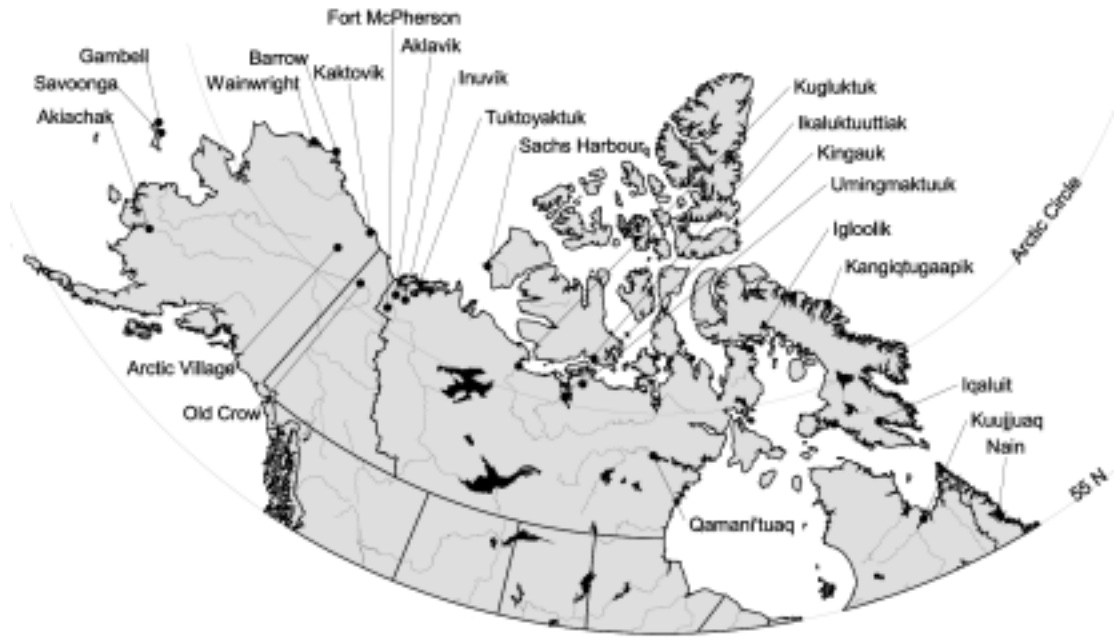 Fort McPherson
Aklavik
Gambell
Barrow
Inuvik
Savoonga
Wainwright
Kaktovik
Kugluktuk
Akiachak
Tuktoyaktuk
Ikaluktuuttiak
Sachs Harbour
Kingauk
Umingmaktuuk
Igloolik
Arctic Circle
Kangiqtugaapik
Arctic Village
Iqaluit
Old Crow
Kuujjuaq
Nain
55 N
Qamani'tuaq